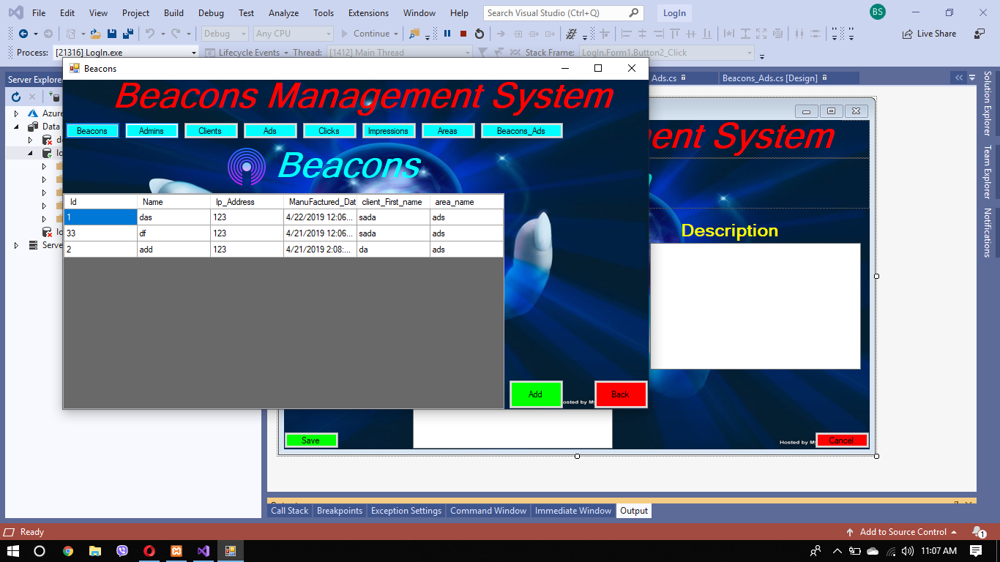 File Edit View Project Build Debug Test Analyze Tools Extensions Window Help Search Visual Studio (Ctrl+Q) LogIn BS
Debug Any CPU Continue Live Share
Process: [21316] LogIn.exe Lifecycle Events Thread: [1412] Main Thread Stack Frame: LogIn.Form1.Button2_Click
Beacons
Server Explore
Ads.cs Beacons_Ads.cs [Design]
Solution Explorer
Team Explorer
Notifications
Azure
Data
Serve
Beacons Management System
ent System
Beacons Admins Clients Ads Clicks Impressions Areas Beacons_Ads
Beacons
Id Name Ip_Address ManuFactured_Dat client_First_name area_name
1 das 123 4/22/2019 12:06... sada ads
33 df 123 4/21/2019 12:06... sada ads
2 add 123 4/21/2019 2:08:... da ads
Description
Add osted by M Back
Save Hosted by M Cancel
Call Stack Breakpoints Exception Settings Command Window Immediate Window Output
Ready Add to Source Control 1
11:07 AM